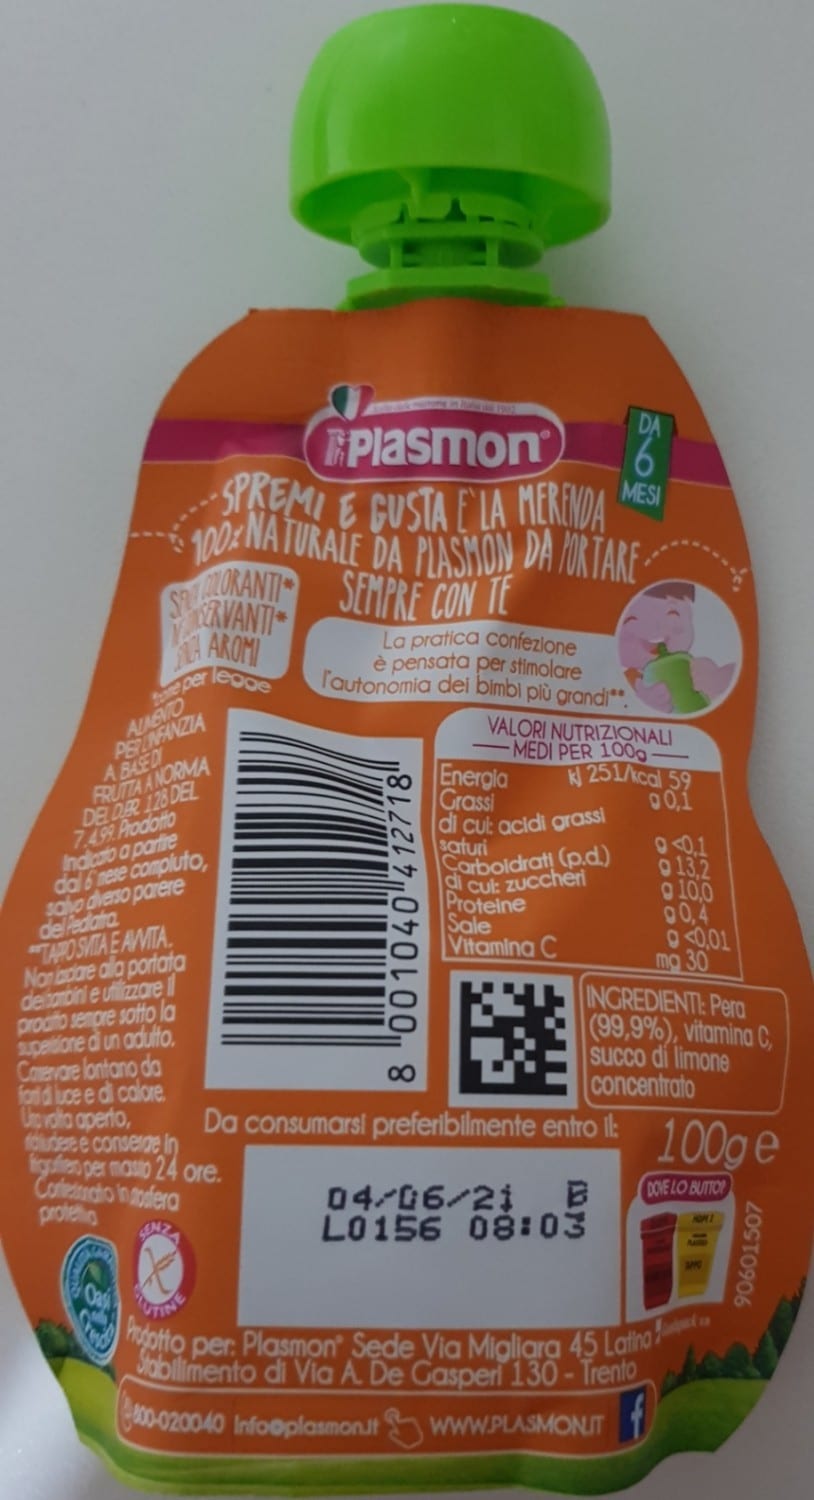 Plasmon®
DA
6
MESI
SPREMI E GUSTA E' LA MERENDA
100% NATURALE DA PLASMON DA PORTARE
SEMPRE CON TE
COLORANTI*
AROMI
per legge
La pratica confezione
è pensata per stimolare
l'autonomia dei bimbi più grandi**.
ALIMENTO
PER L'INFANZIA
A BASE DI
FRUTTA A NORMA
DEL D.P.R. 128 DEL
7.4.99. Prodotto
indicato a partire
dal 6° mese compiuto,
salvo diverso parere
del Pediatra.
**TAPPO SVITA E AVVITA.
Non lasciare alla portata
dei bambini e utilizzare il
prodotto sempre sotto la
supervisione di un adulto.
Conservare lontano da
fonti di luce e di calore.
Una volta aperto,
richiudere e conservare in
frigorifero per massimo 24 ore.
Confezionato in atmosfera
protettiva.
8 001040 412718
VALORI NUTRIZIONALI
MEDI PER 100g
Energia kJ 251/kcal 59
Grassi g 0,1
di cui: acidi grassi
saturi g <0,1
Carboidrati (p.d.) g 13,2
di cui: zuccheri g 10,0
Proteine g 0,4
Sale g <0,01
Vitamina C mg 30
INGREDIENTI: Pera
(99,9%), vitamina C,
succo di limone
concentrato
Da consumarsi preferibilmente entro il:
100g e
04/06/21 B
L0156 08:03
DOVE LO BUTTO?
90601507
SENZA
GLUTINE
Prodotto per: Plasmon® Sede Via Migliara 45 Latina
Stabilimento di Via A. De Gasperi 130 - Trento
800-020040 info@plasmon.it WWW.PLASMON.IT f